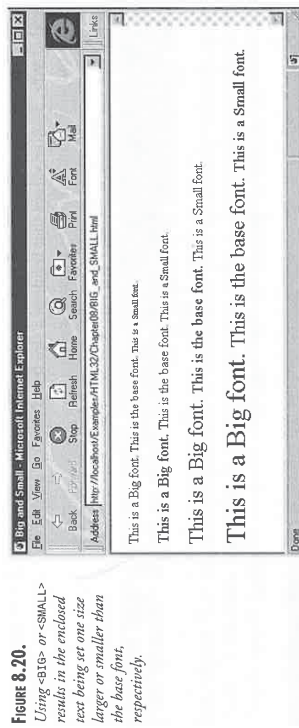 FIGURE 8.20.
Using <BIG> or <SMALL>
results in the enclosed
text being set one size
larger or smaller than
the base font,
respectively.
Big and Small - Microsoft Internet Explorer
File Edit View Go Favorites Help
Back Forward Stop Refresh Home Search Favorites Print Font Mail
Address http://localhost/Examples/HTML32/Chapter08/BIG_and_SMALL.html Links
This is a Big font. This is the base font. This is a Small font.
This is a Big font. This is the base font. This is a Small font.
This is a Big font. This is the base font. This is a Small font.
This is a Big font. This is the base font. This is a Small font.
Done